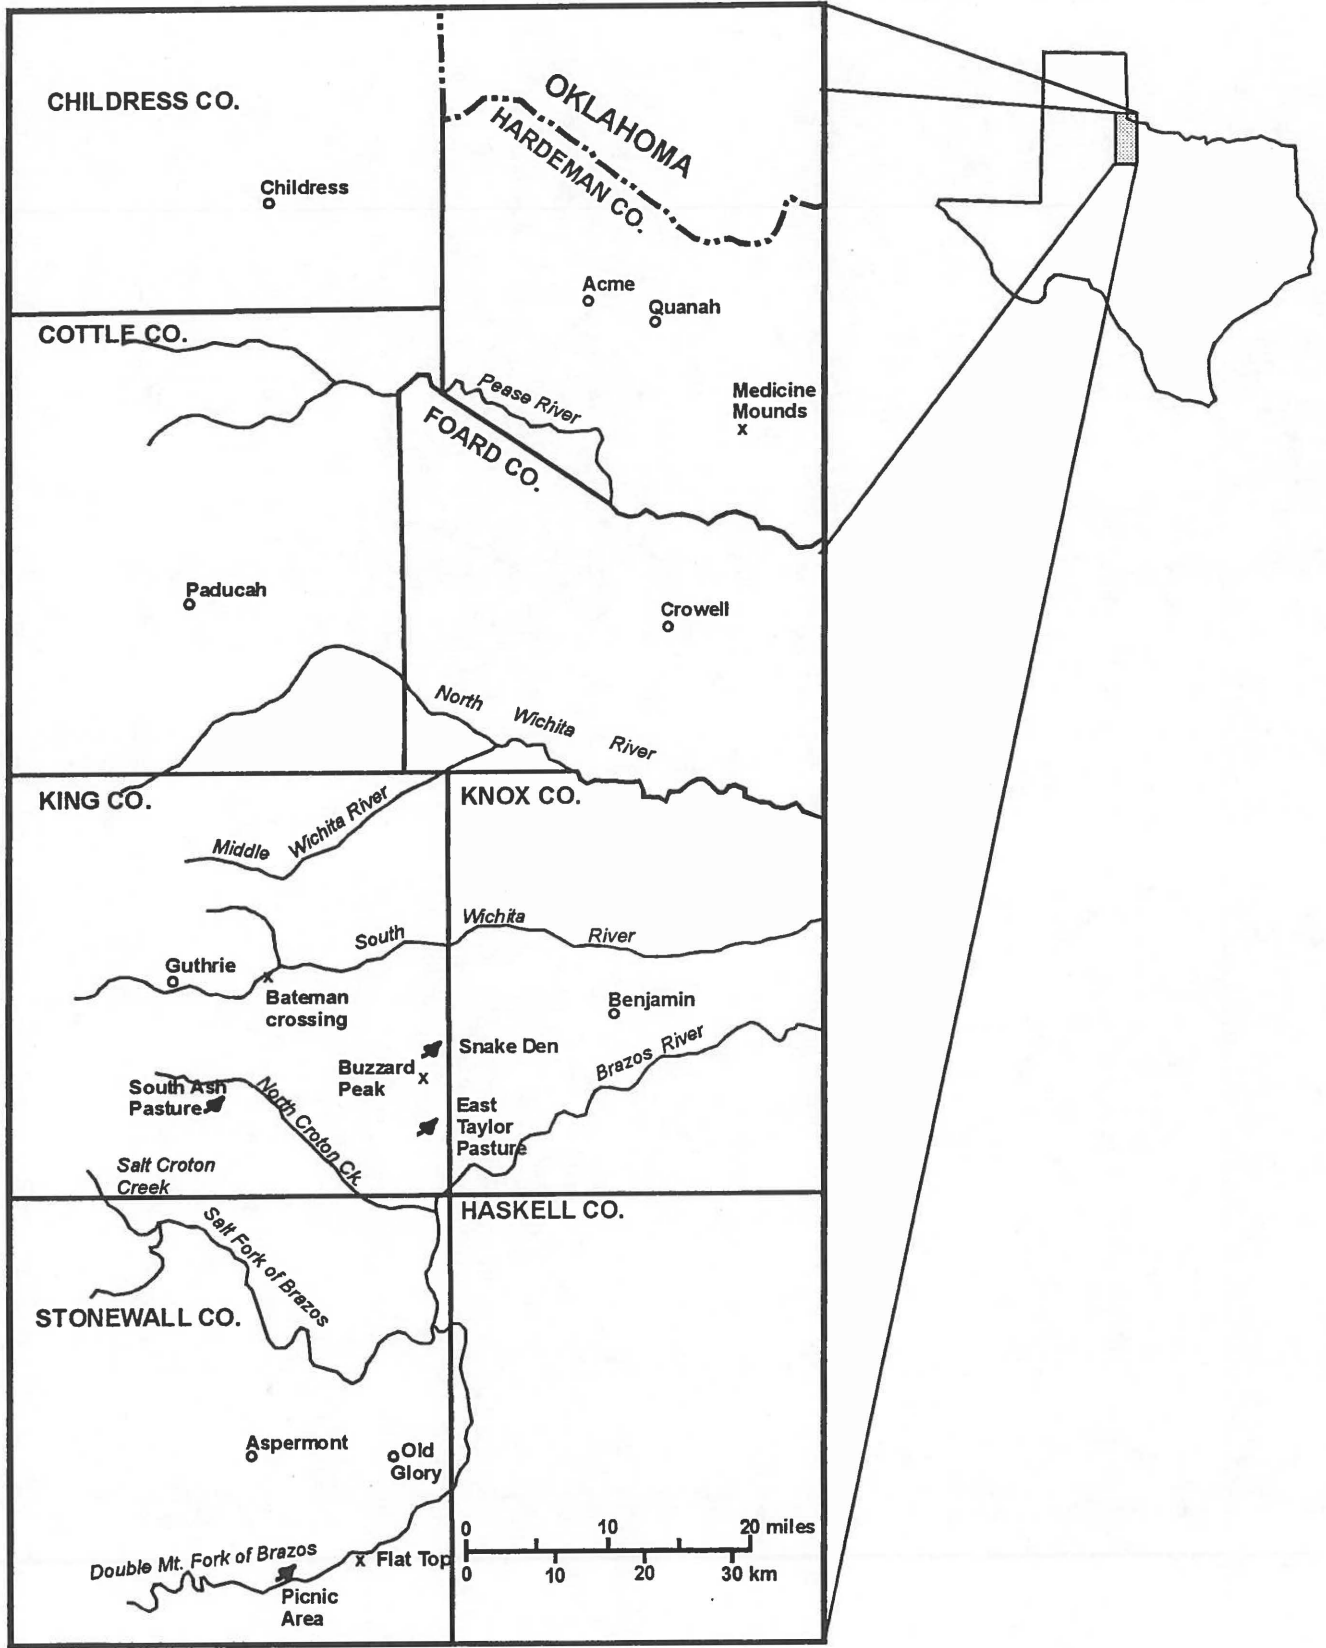 CHILDRESS CO.
OKLAHOMA
HARDEMAN CO.
Childress
Acme
Quanah
COTTLE CO.
Pease River
Medicine
Mounds
x
FOARD CO.
Paducah
Crowell
North Wichita River
KING CO.
KNOX CO.
Middle Wichita River
South Wichita River
Guthrie
x
Bateman
crossing
Benjamin
Snake Den
Buzzard
Peak
x
Brazos River
South Ash
Pasture
North Croton Ck.
East
Taylor
Pasture
Salt Croton
Creek
HASKELL CO.
Salt Fork of Brazos
STONEWALL CO.
Aspermont
Old
Glory
0 10 20 miles
0 10 20 30 km
Double Mt. Fork of Brazos
x Flat Top
Picnic
Area